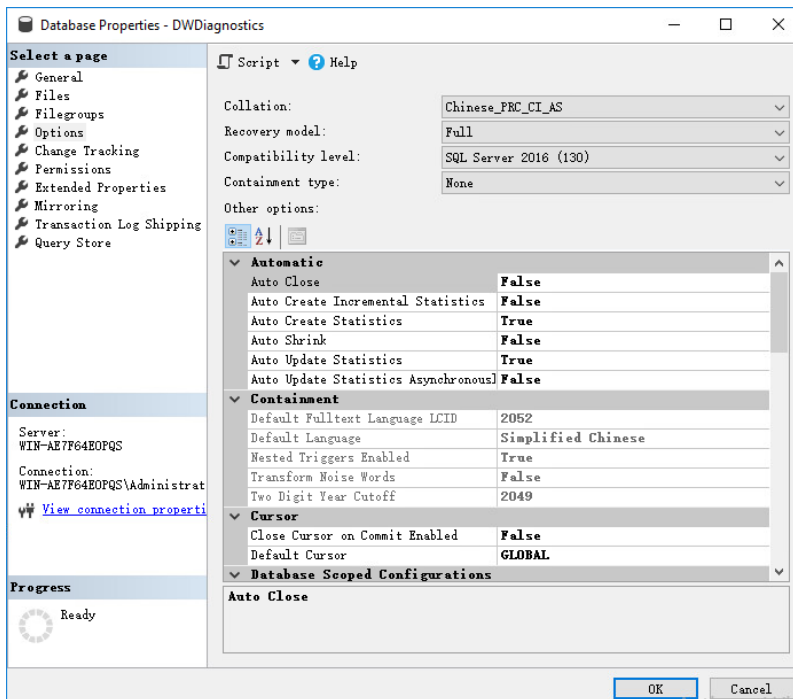 Database Properties - DWDiagnostics
Select a page
General
Files
Filegroups
Options
Change Tracking
Permissions
Extended Properties
Mirroring
Transaction Log Shipping
Query Store
Connection
Server:
WIN-AE7F64EOPQS
Connection:
WIN-AE7F64EOPQS\Administrat
View connection properti
Progress
Ready
Script Help
Collation: Chinese_PRC_CI_AS
Recovery model: Full
Compatibility level: SQL Server 2016 (130)
Containment type: None
Other options:
Automatic
Auto Close False
Auto Create Incremental Statistics False
Auto Create Statistics True
Auto Shrink False
Auto Update Statistics True
Auto Update Statistics Asynchronousl False
Containment
Default Fulltext Language LCID 2052
Default Language Simplified Chinese
Nested Triggers Enabled True
Transform Noise Words False
Two Digit Year Cutoff 2049
Cursor
Close Cursor on Commit Enabled False
Default Cursor GLOBAL
Database Scoped Configurations
Auto Close
OK Cancel